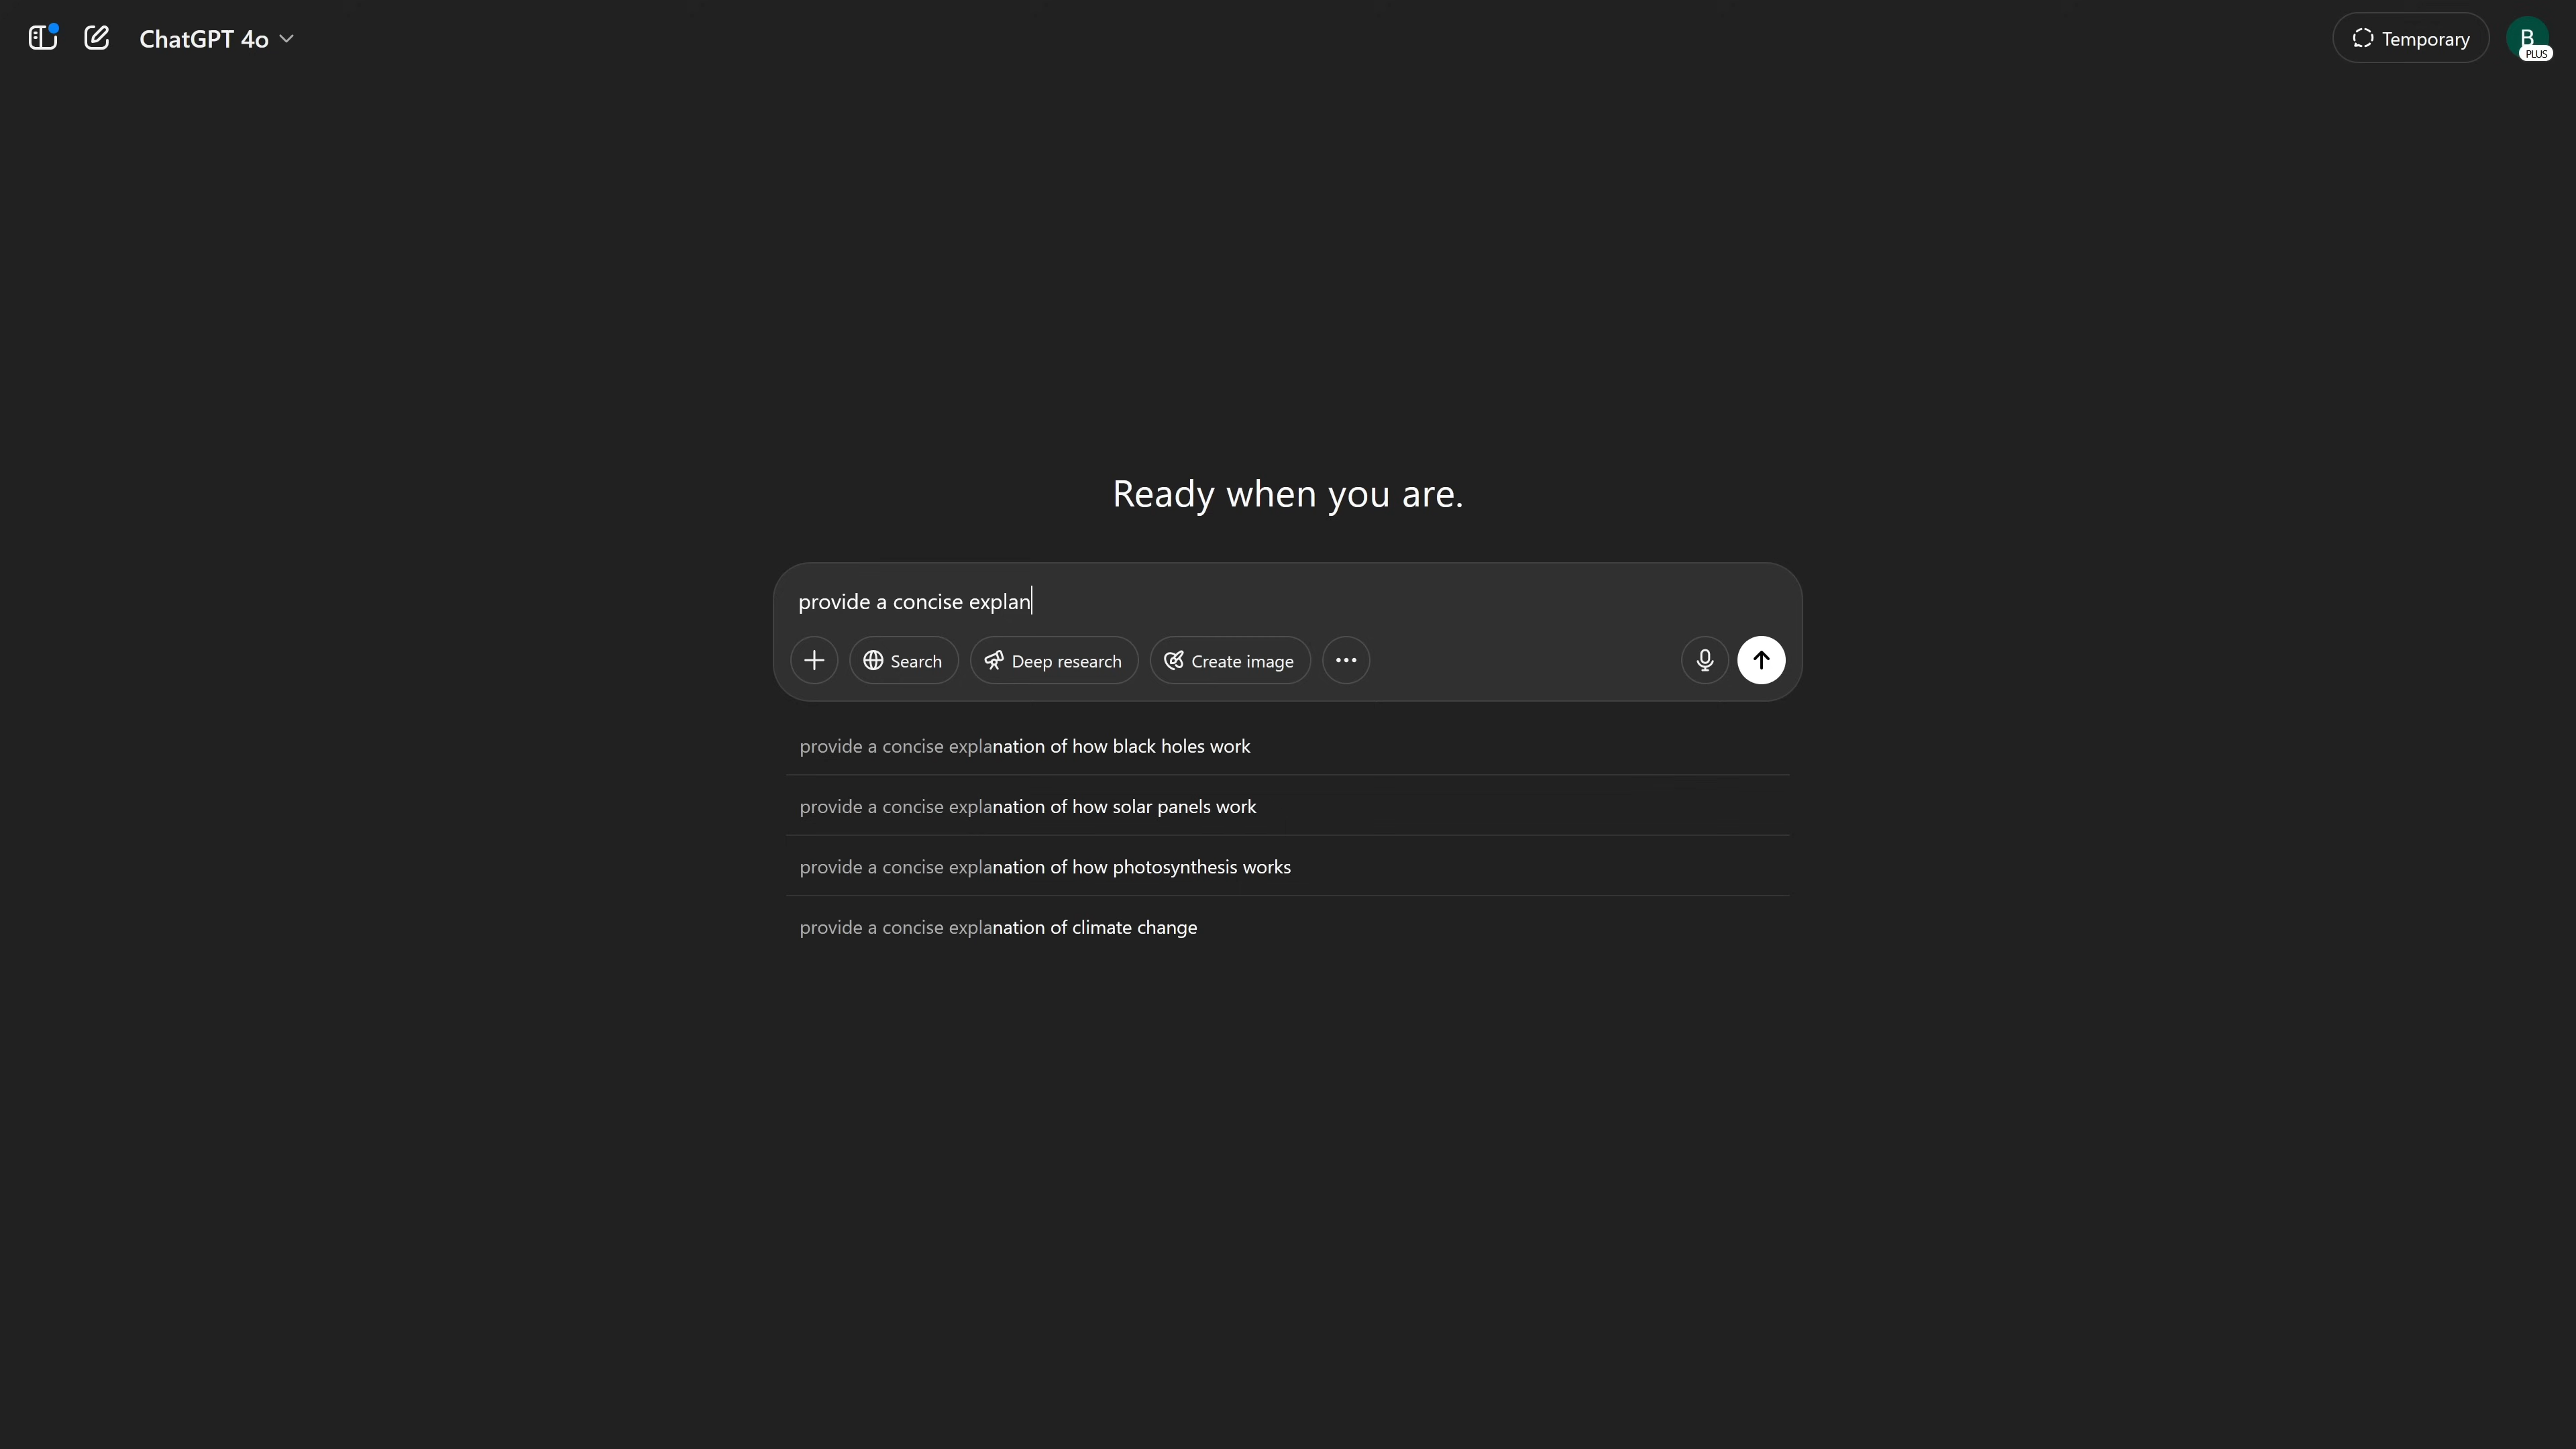 ChatGPT 4o
Temporary
B
PLUS
Ready when you are.
provide a concise explan
Search
Deep research
Create image
provide a concise explanation of how black holes work
provide a concise explanation of how solar panels work
provide a concise explanation of how photosynthesis works
provide a concise explanation of climate change